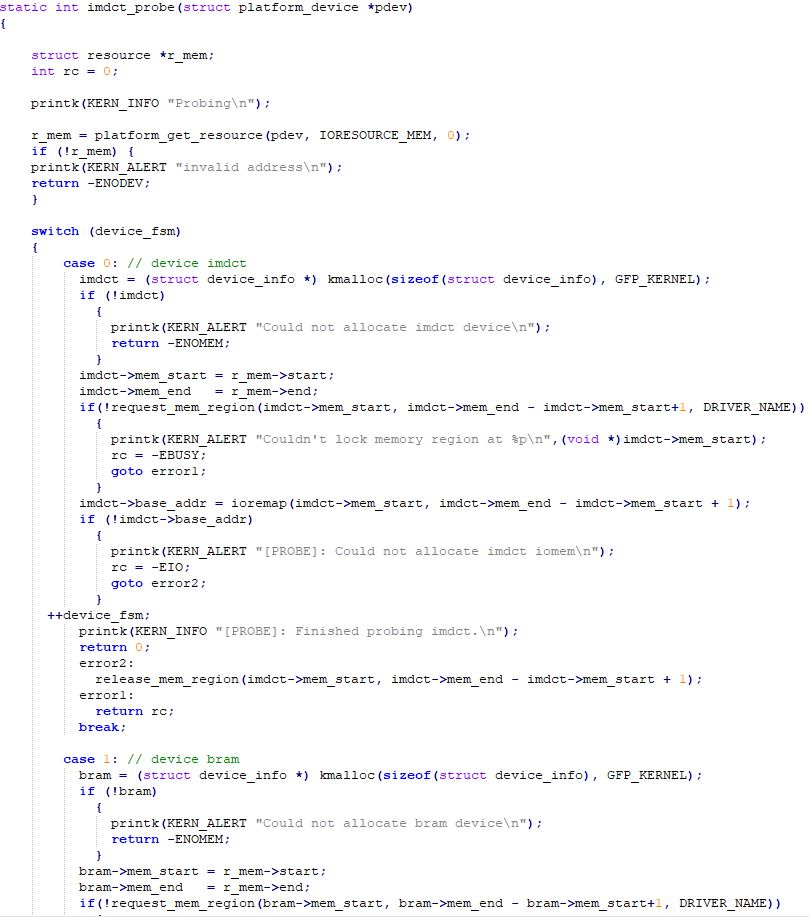 static int imdct_probe(struct platform_device *pdev)
{
struct resource *r_mem;
int rc = 0;
printk(KERN_INFO "Probing\n");
r_mem = platform_get_resource(pdev, IORESOURCE_MEM, 0);
if (!r_mem) {
printk(KERN_ALERT "invalid address\n");
return -ENODEV;
}
switch (device_fsm)
{
case 0: // device imdct
imdct = (struct device_info *) kmalloc(sizeof(struct device_info), GFP_KERNEL);
if (!imdct)
{
printk(KERN_ALERT "Could not allocate imdct device\n");
return -ENOMEM;
}
imdct->mem_start = r_mem->start;
imdct->mem_end   = r_mem->end;
if(!request_mem_region(imdct->mem_start, imdct->mem_end - imdct->mem_start+1, DRIVER_NAME))
{
printk(KERN_ALERT "Couldn't lock memory region at %p\n",(void *)imdct->mem_start);
rc = -EBUSY;
goto error1;
}
imdct->base_addr = ioremap(imdct->mem_start, imdct->mem_end - imdct->mem_start + 1);
if (!imdct->base_addr)
{
printk(KERN_ALERT "[PROBE]: Could not allocate imdct iomem\n");
rc = -EIO;
goto error2;
}
++device_fsm;
printk(KERN_INFO "[PROBE]: Finished probing imdct.\n");
return 0;
error2:
release_mem_region(imdct->mem_start, imdct->mem_end - imdct->mem_start + 1);
error1:
return rc;
break;
case 1: // device bram
bram = (struct device_info *) kmalloc(sizeof(struct device_info), GFP_KERNEL);
if (!bram)
{
printk(KERN_ALERT "Could not allocate bram device\n");
return -ENOMEM;
}
bram->mem_start = r_mem->start;
bram->mem_end   = r_mem->end;
if(!request_mem_region(bram->mem_start, bram->mem_end - bram->mem_start+1, DRIVER_NAME))